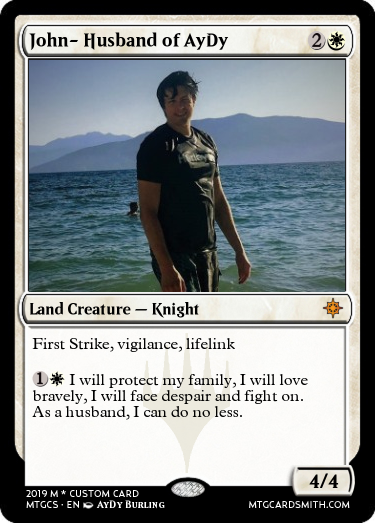 John- Husband of AyDy 2
Land Creature — Knight
First Strike, vigilance, lifelink
1 I will protect my family, I will love
bravely, I will face despair and fight on.
As a husband, I can do no less.
4/4
2019 M * CUSTOM CARD
MTGCS • EN AyDy Burling
MTGCARDSMITH.COM